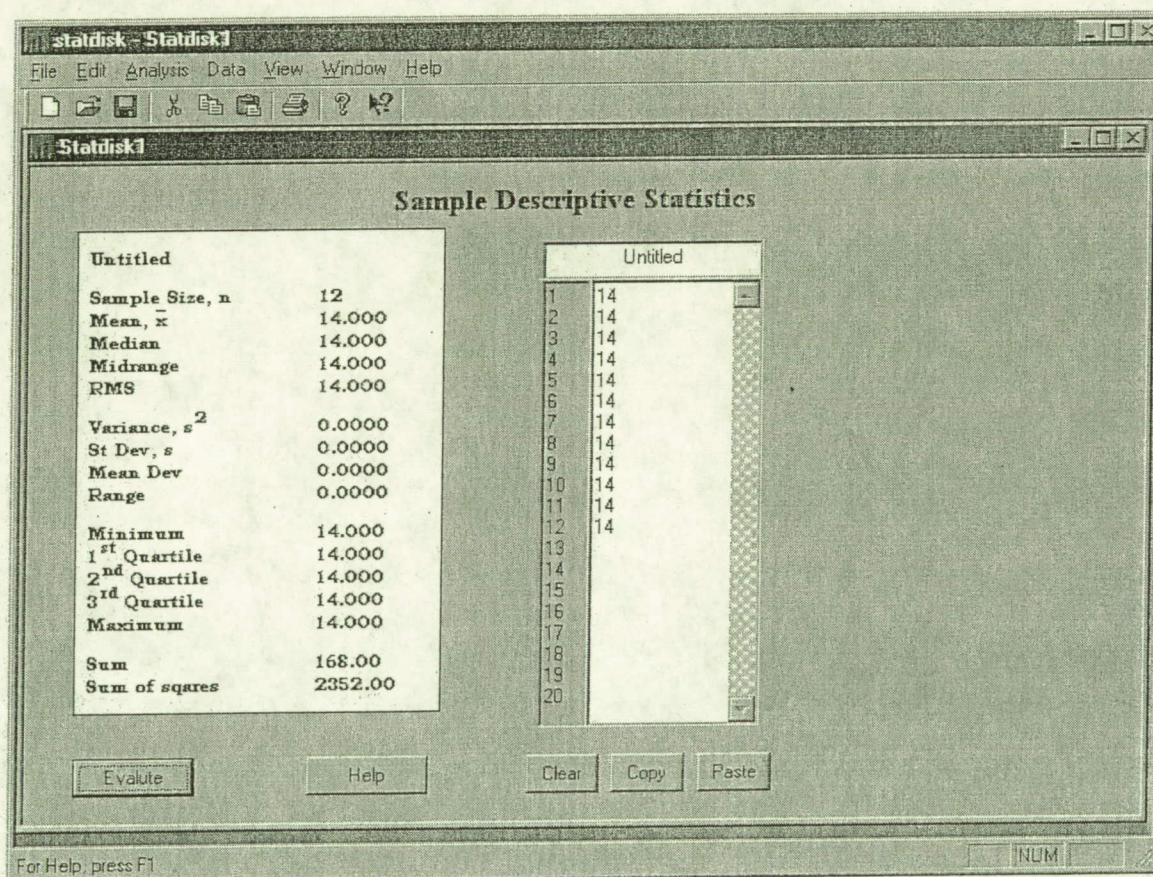 statdisk - Statdisk1
File Edit Analysis Data View Window Help
Statdisk1
Sample Descriptive Statistics
Untitled
Sample Size, n 12
Mean, x̄ 14.000
Median 14.000
Midrange 14.000
RMS 14.000
Variance, s² 0.0000
St Dev, s 0.0000
Mean Dev 0.0000
Range 0.0000
Minimum 14.000
1st Quartile 14.000
2nd Quartile 14.000
3rd Quartile 14.000
Maximum 14.000
Sum 168.00
Sum of sqares 2352.00
Evalute Help
Untitled
1 14
2 14
3 14
4 14
5 14
6 14
7 14
8 14
9 14
10 14
11 14
12 14
13
14
15
16
17
18
19
20
Clear Copy Paste
For Help, press F1
NUM